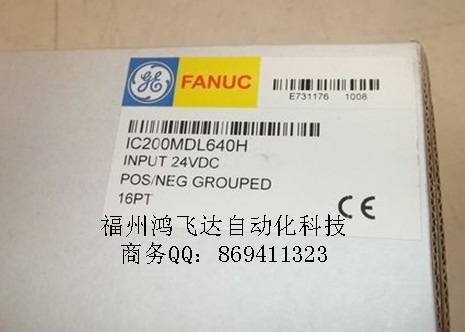 GE FANUC
E731176 1008
IC200MDL640H
INPUT 24VDC
POS/NEG GROUPED
16PT
CE
福州鸿飞达自动化科技
商务QQ：869411323